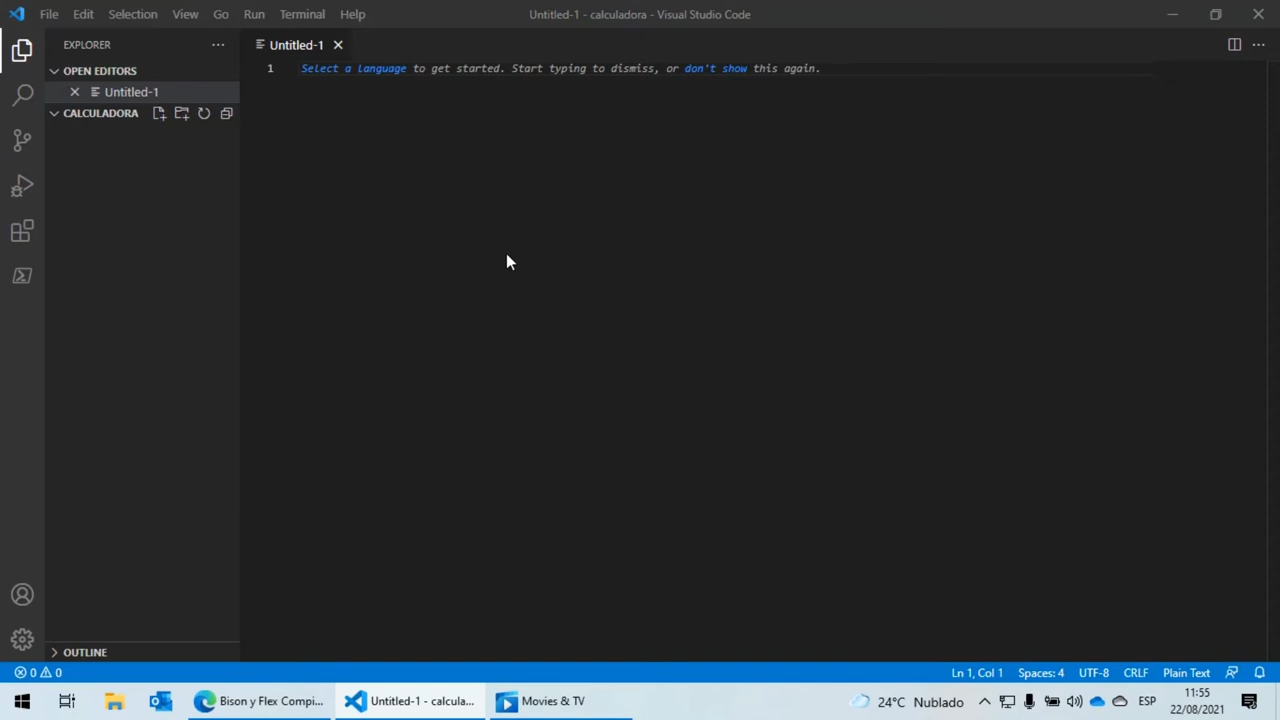 File Edit Selection View Go Run Terminal Help
Untitled-1 - calculadora - Visual Studio Code
EXPLORER
Untitled-1
OPEN EDITORS
1 Select a language to get started. Start typing to dismiss, or don't show this again.
Untitled-1
CALCULADORA
OUTLINE
0 0
Ln 1, Col 1 Spaces: 4 UTF-8 CRLF Plain Text
Bison y Flex Compi...
Untitled-1 - calcula...
Movies & TV
24°C Nublado
ESP
11:55
22/08/2021